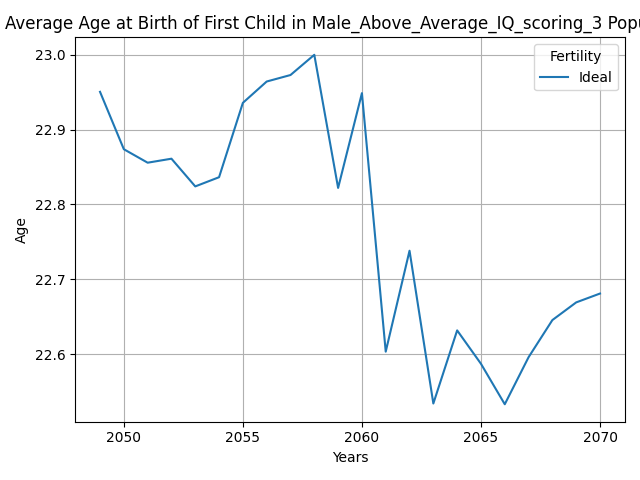 Average Age at Birth of First Child in Male_Above_Average_IQ_scoring_3
Fertility
Ideal
23.0
22.9
22.8
22.7
22.6
Age
2050 2055 2060 2065 2070
Years